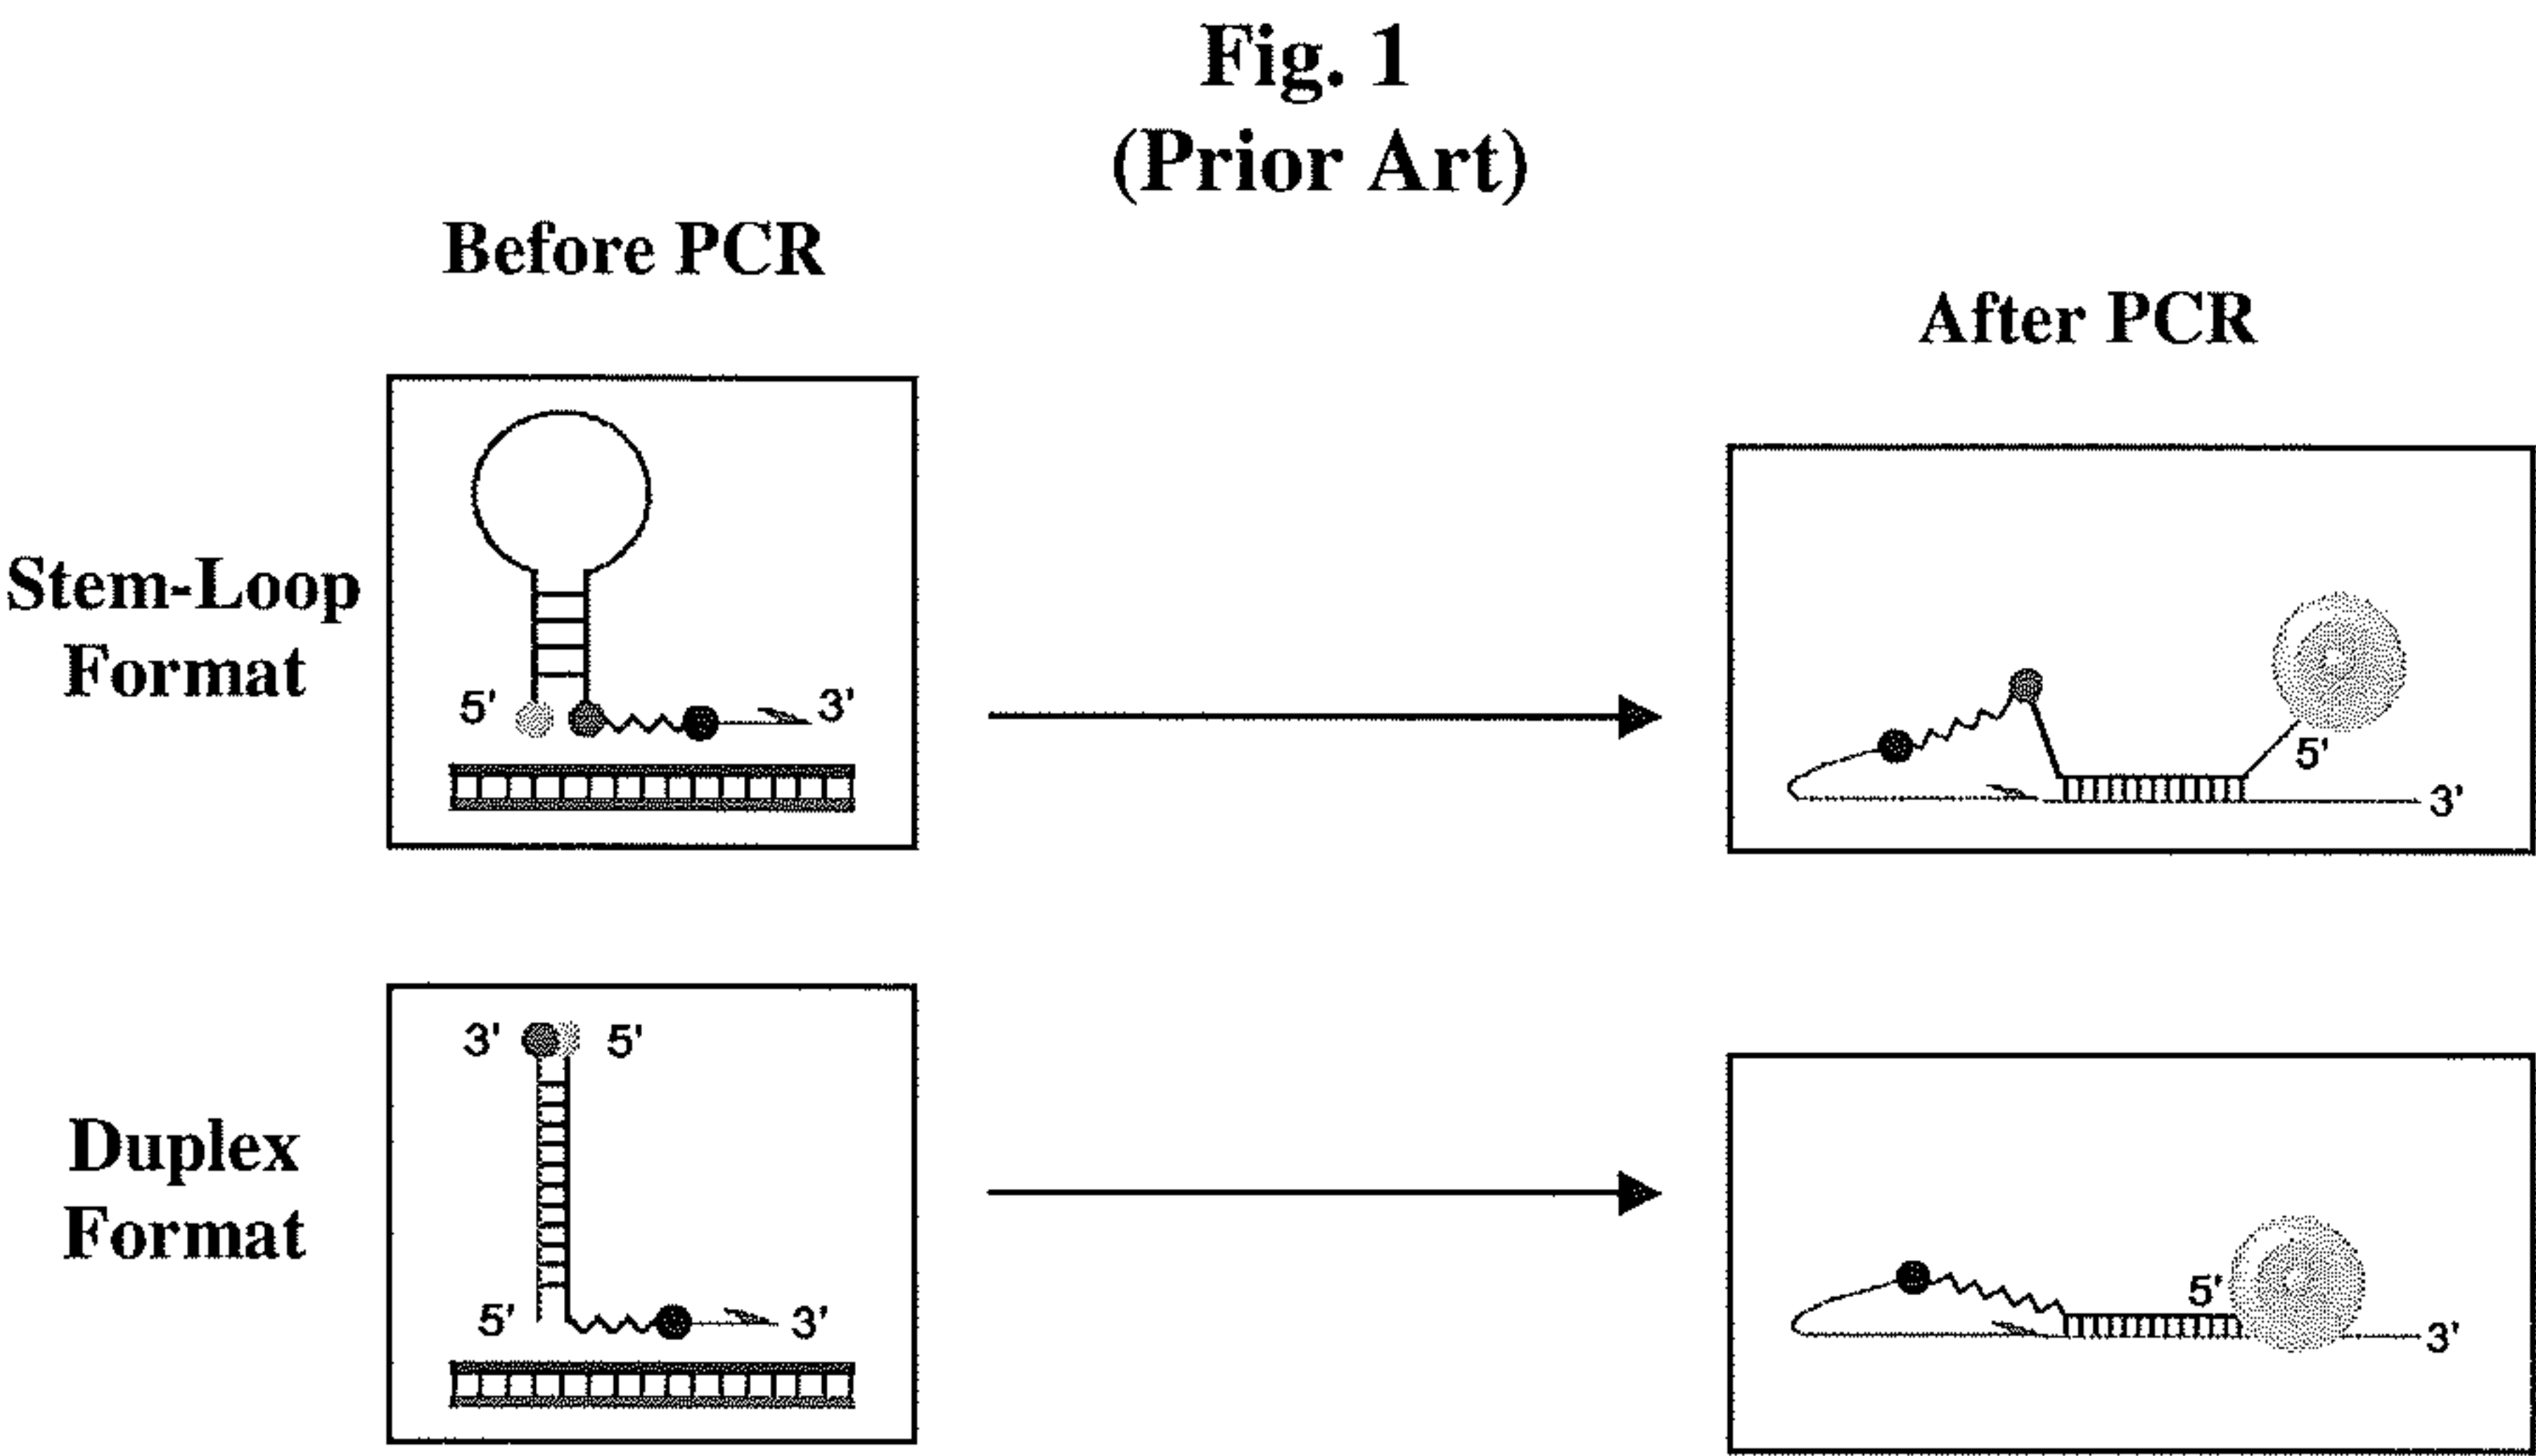 Fig. 1
(Prior Art)
Before PCR
After PCR
Stem-Loop
Format
5'
3'
5'
3'
Duplex
Format
3'
5'
5'
3'
5'
3'